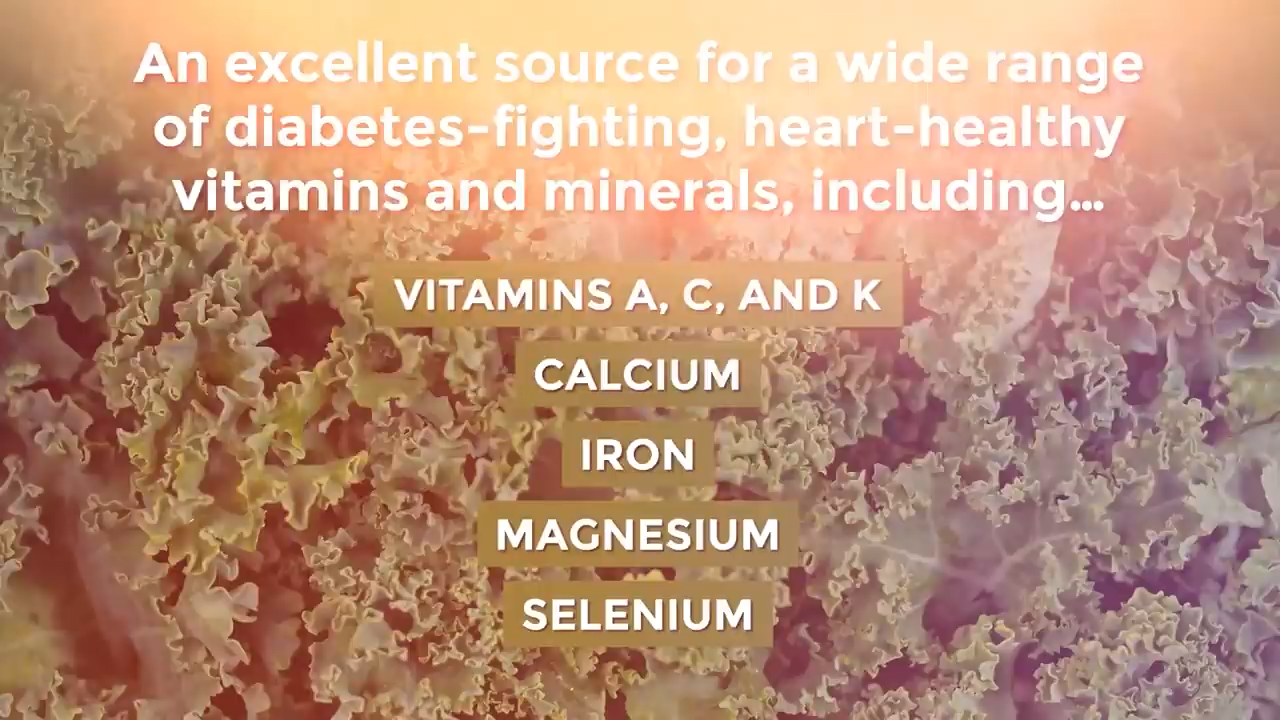 An excellent source for a wide range
of diabetes-fighting, heart-healthy
vitamins and minerals, including...
VITAMINS A, C, AND K
CALCIUM
IRON
MAGNESIUM
SELENIUM